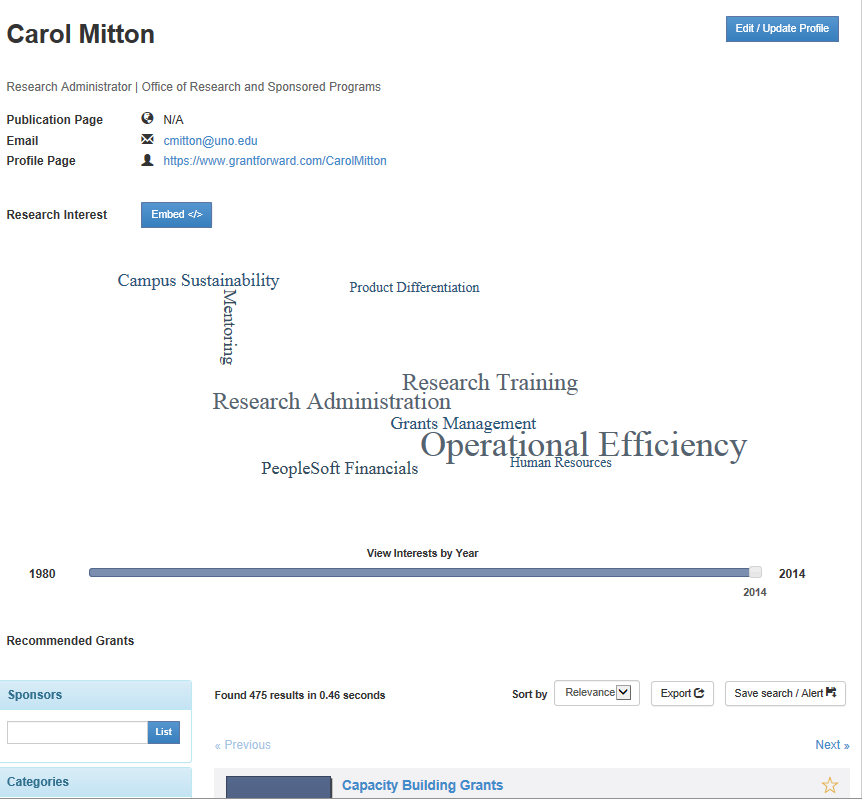 Carol Mitton
Edit / Update Profile
Research Administrator | Office of Research and Sponsored Programs
Publication Page N/A
Email cmitton@uno.edu
Profile Page https://www.grantforward.com/CarolMitton
Research Interest Embed </>
Campus Sustainability
Product Differentiation
Mentoring
Research Training
Research Administration
Grants Management
Operational Efficiency
Human Resources
PeopleSoft Financials
View Interests by Year
1980 2014
2014
Recommended Grants
Sponsors
Found 475 results in 0.46 seconds Sort by Relevance Export Save search / Alert
List
« Previous Next »
Categories
Capacity Building Grants